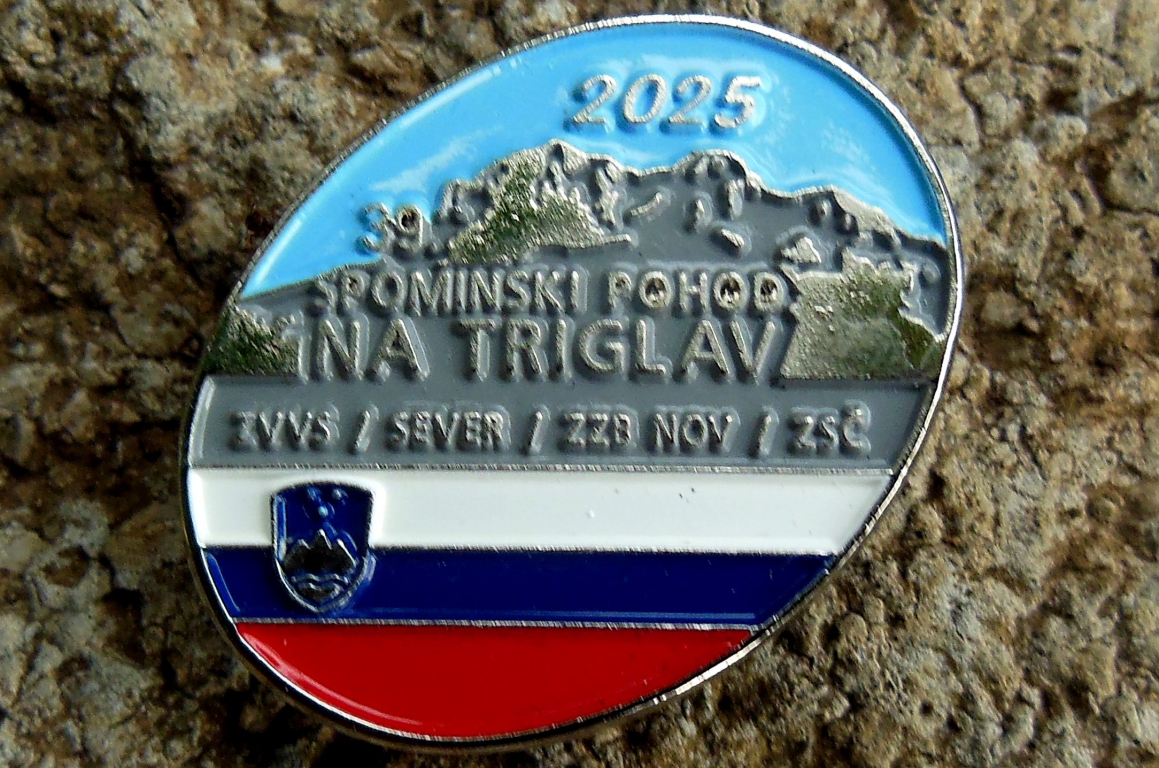 2025
39.
SPOMINSKI POHOD
NA TRIGLAV
ZVVS / SEVER / ZZB NOV / ZSČ